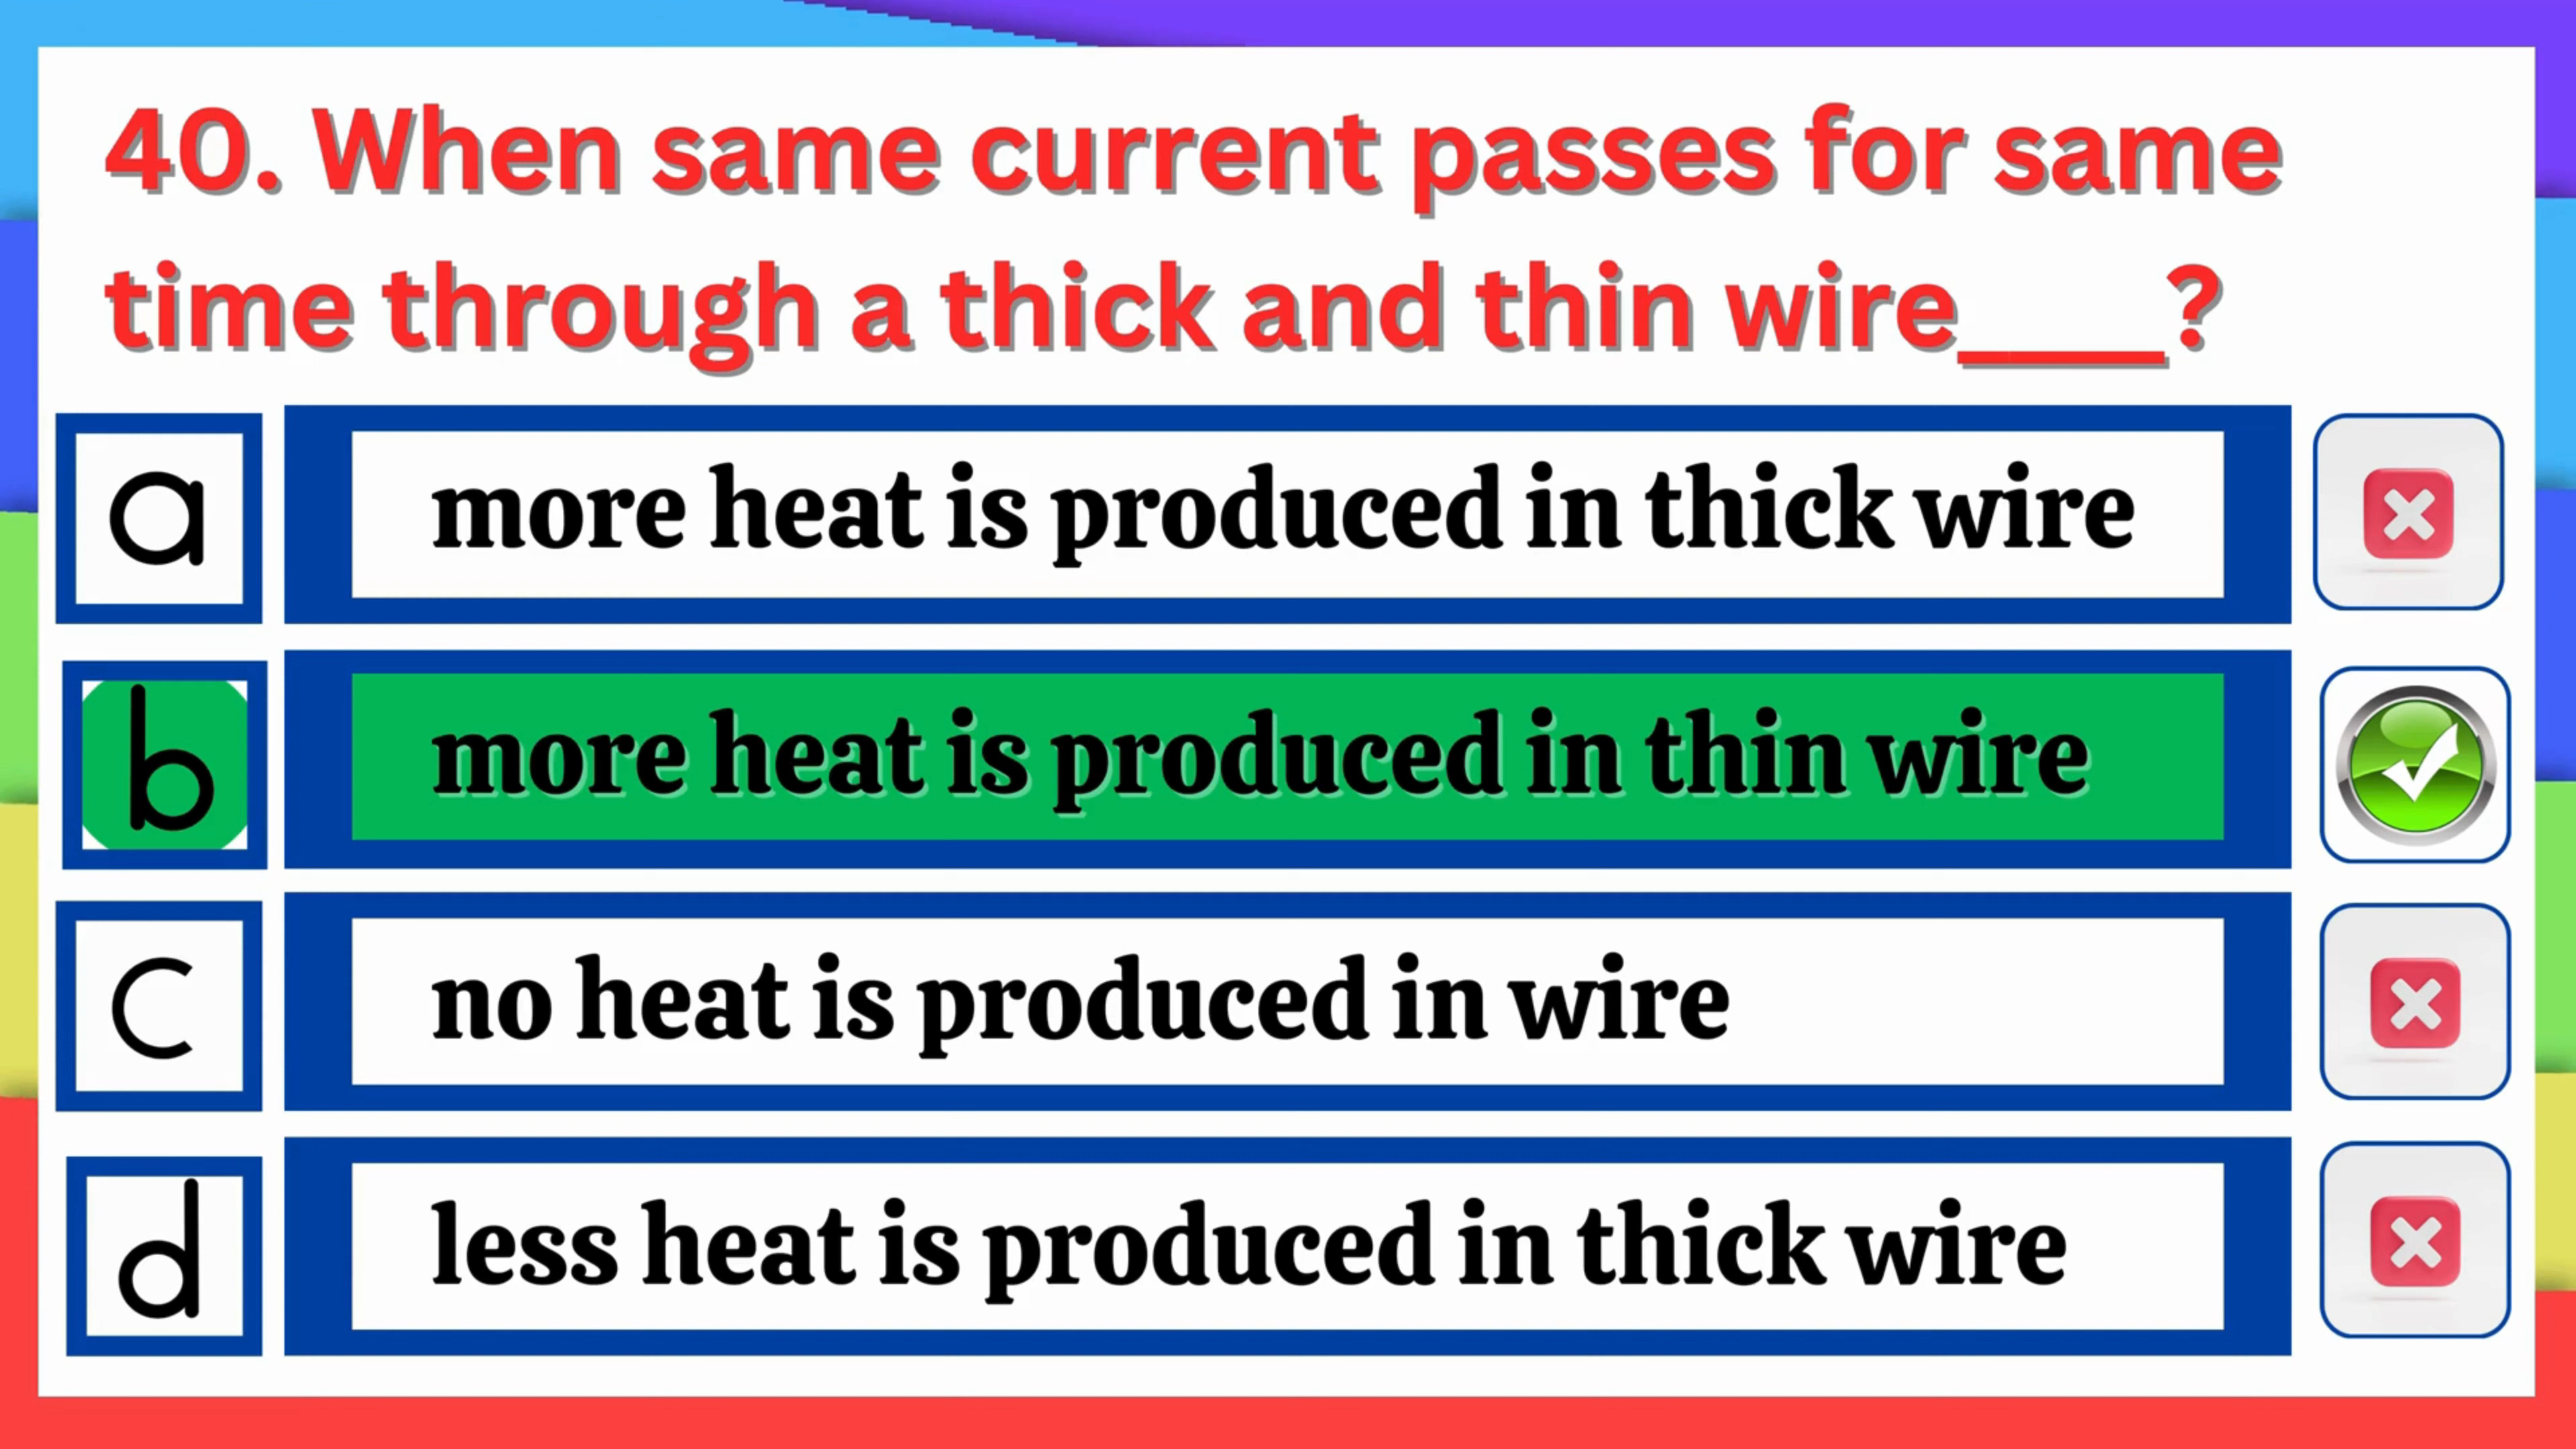 40. When same current passes for same
time through a thick and thin wire____?
a
more heat is produced in thick wire
b
more heat is produced in thin wire
c
no heat is produced in wire
d
less heat is produced in thick wire